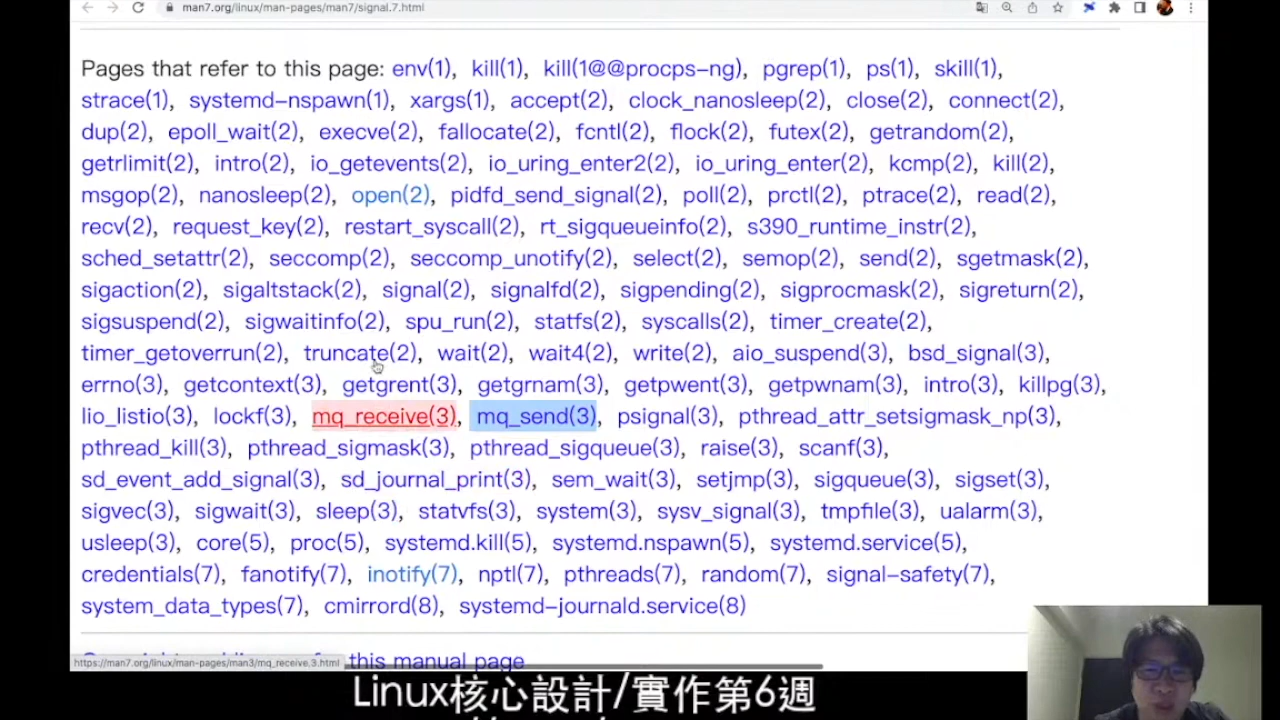 man7.org/linux/man-pages/man7/signal.7.html
Pages that refer to this page: env(1), kill(1), kill(1@@procps-ng), pgrep(1), ps(1), skill(1),
strace(1), systemd-nspawn(1), xargs(1), accept(2), clock_nanosleep(2), close(2), connect(2),
dup(2), epoll_wait(2), execve(2), fallocate(2), fcntl(2), flock(2), futex(2), getrandom(2),
getrlimit(2), intro(2), io_getevents(2), io_uring_enter2(2), io_uring_enter(2), kcmp(2), kill(2),
msgop(2), nanosleep(2), open(2), pidfd_send_signal(2), poll(2), prctl(2), ptrace(2), read(2),
recv(2), request_key(2), restart_syscall(2), rt_sigqueueinfo(2), s390_runtime_instr(2),
sched_setattr(2), seccomp(2), seccomp_unotify(2), select(2), semop(2), send(2), sgetmask(2),
sigaction(2), sigaltstack(2), signal(2), signalfd(2), sigpending(2), sigprocmask(2), sigreturn(2),
sigsuspend(2), sigwaitinfo(2), spu_run(2), statfs(2), syscalls(2), timer_create(2),
timer_getoverrun(2), truncate(2), wait(2), wait4(2), write(2), aio_suspend(3), bsd_signal(3),
errno(3), getcontext(3), getgrent(3), getgrnam(3), getpwent(3), getpwnam(3), intro(3), killpg(3),
lio_listio(3), lockf(3), mq_receive(3), mq_send(3), psignal(3), pthread_attr_setsigmask_np(3),
pthread_kill(3), pthread_sigmask(3), pthread_sigqueue(3), raise(3), scanf(3),
sd_event_add_signal(3), sd_journal_print(3), sem_wait(3), setjmp(3), sigqueue(3), sigset(3),
sigvec(3), sigwait(3), sleep(3), statvfs(3), system(3), sysv_signal(3), tmpfile(3), ualarm(3),
usleep(3), core(5), proc(5), systemd.kill(5), systemd.nspawn(5), systemd.service(5),
credentials(7), fanotify(7), inotify(7), nptl(7), pthreads(7), random(7), signal-safety(7),
system_data_types(7), cmirrord(8), systemd-journald.service(8)
for this manual page
https://man7.org/linux/man-pages/man3/mq_receive.3.html
Linux核心設計/實作第6週